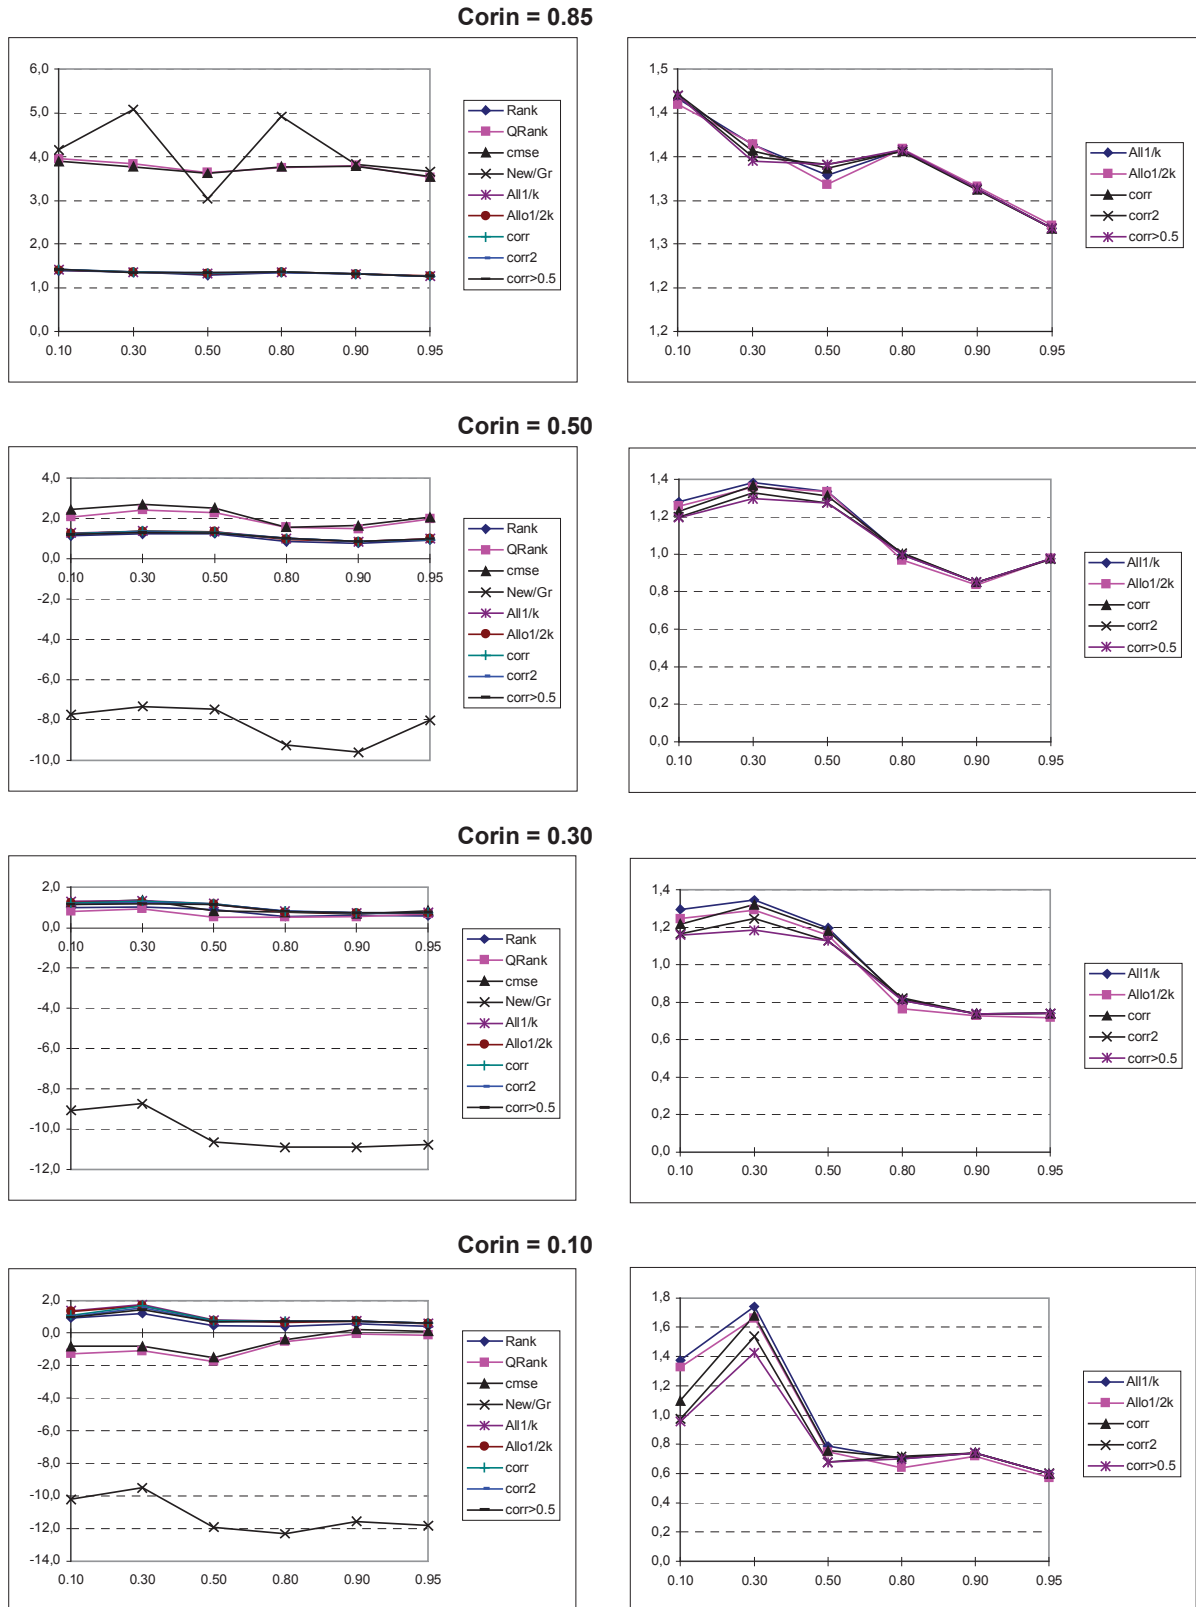 Corin = 0.85
6,0
5,0
4,0
3,0
2,0
1,0
0,0
0.10 0.30 0.50 0.80 0.90 0.95
Rank
QRank
cmse
New/Gr
All1/k
Allo1/2k
corr
corr2
corr>0.5
1,5
1,4
1,4
1,3
1,3
1,2
1,2
0.10 0.30 0.50 0.80 0.90 0.95
All1/k
Allo1/2k
corr
corr2
corr>0.5
Corin = 0.50
4,0
2,0
0,0
-2,0
-4,0
-6,0
-8,0
-10,0
0.10 0.30 0.50 0.80 0.90 0.95
Rank
QRank
cmse
New/Gr
All1/k
Allo1/2k
corr
corr2
corr>0.5
1,4
1,2
1,0
0,8
0,6
0,4
0,2
0,0
0.10 0.30 0.50 0.80 0.90 0.95
All1/k
Allo1/2k
corr
corr2
corr>0.5
Corin = 0.30
2,0
0,0
-2,0
-4,0
-6,0
-8,0
-10,0
-12,0
0.10 0.30 0.50 0.80 0.90 0.95
Rank
QRank
cmse
New/Gr
All1/k
Allo1/2k
corr
corr2
corr>0.5
1,4
1,2
1,0
0,8
0,6
0,4
0,2
0,0
0.10 0.30 0.50 0.80 0.90 0.95
All1/k
Allo1/2k
corr
corr2
corr>0.5
Corin = 0.10
2,0
0,0
-2,0
-4,0
-6,0
-8,0
-10,0
-12,0
-14,0
0.10 0.30 0.50 0.80 0.90 0.95
Rank
QRank
cmse
New/Gr
All1/k
Allo1/2k
corr
corr2
corr>0.5
1,8
1,6
1,4
1,2
1,0
0,8
0,6
0,4
0,2
0,0
0.10 0.30 0.50 0.80 0.90 0.95
All1/k
Allo1/2k
corr
corr2
corr>0.5